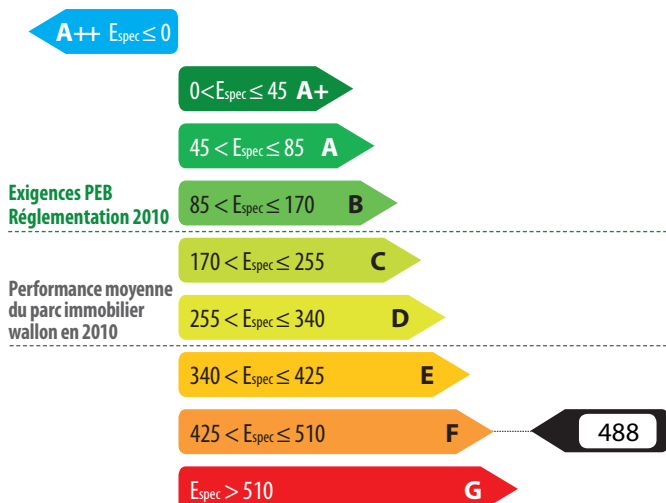 A++ Espec ≤ 0
0<Espec ≤ 45 A+
45 < Espec ≤ 85 A
Exigences PEB
Réglementation 2010
85 < Espec ≤ 170 B
170 < Espec ≤ 255 C
Performance moyenne
du parc immobilier
wallon en 2010
255 < Espec ≤ 340 D
340 < Espec ≤ 425 E
425 < Espec ≤ 510 F
488
Espec > 510 G